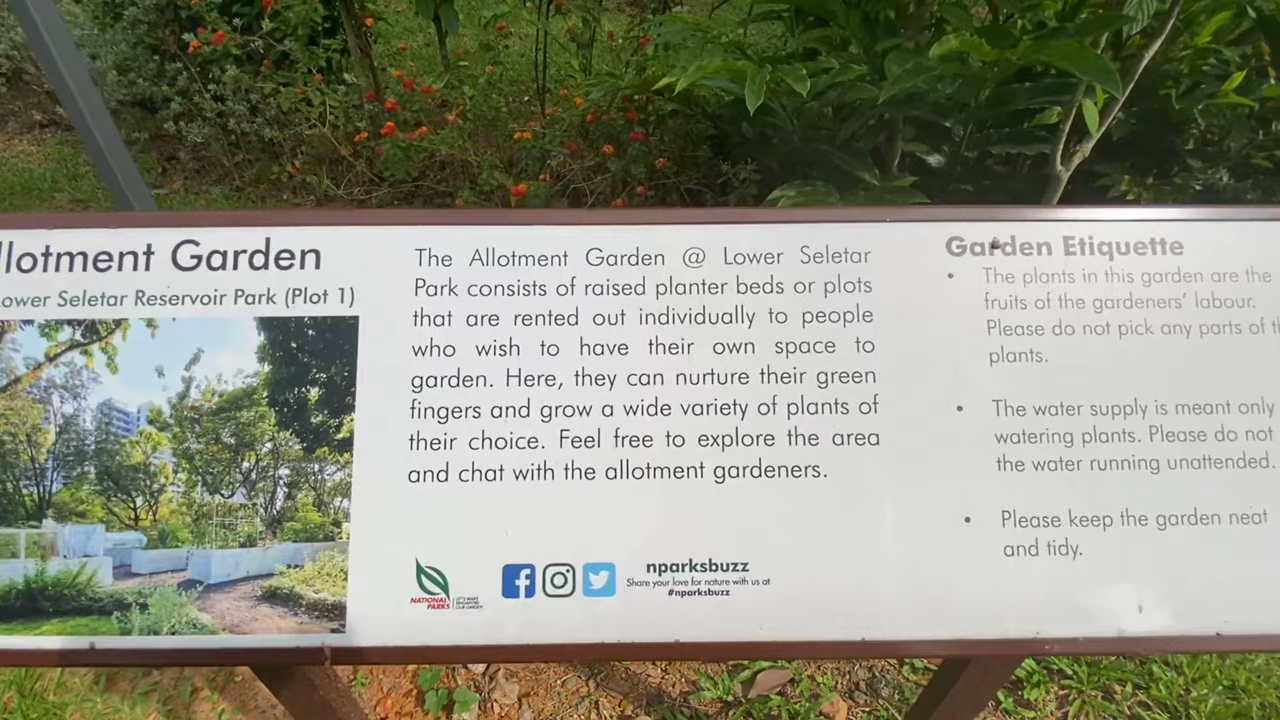 llotment Garden
ower Seletar Reservoir Park (Plot 1)
The Allotment Garden @ Lower Seletar
Park consists of raised planter beds or plots
that are rented out individually to people
who wish to have their own space to
garden. Here, they can nurture their green
fingers and grow a wide variety of plants of
their choice. Feel free to explore the area
and chat with the allotment gardeners.
NATIONAL
PARKS
LET'S MAKE
SINGAPORE
OUR GARDEN
nparksbuzz
Share your love for nature with us at
#nparksbuzz
Garden Etiquette
• The plants in this garden are the
fruits of the gardeners' labour.
Please do not pick any parts of th
plants.
• The water supply is meant only
watering plants. Please do not
the water running unattended.
• Please keep the garden neat
and tidy.